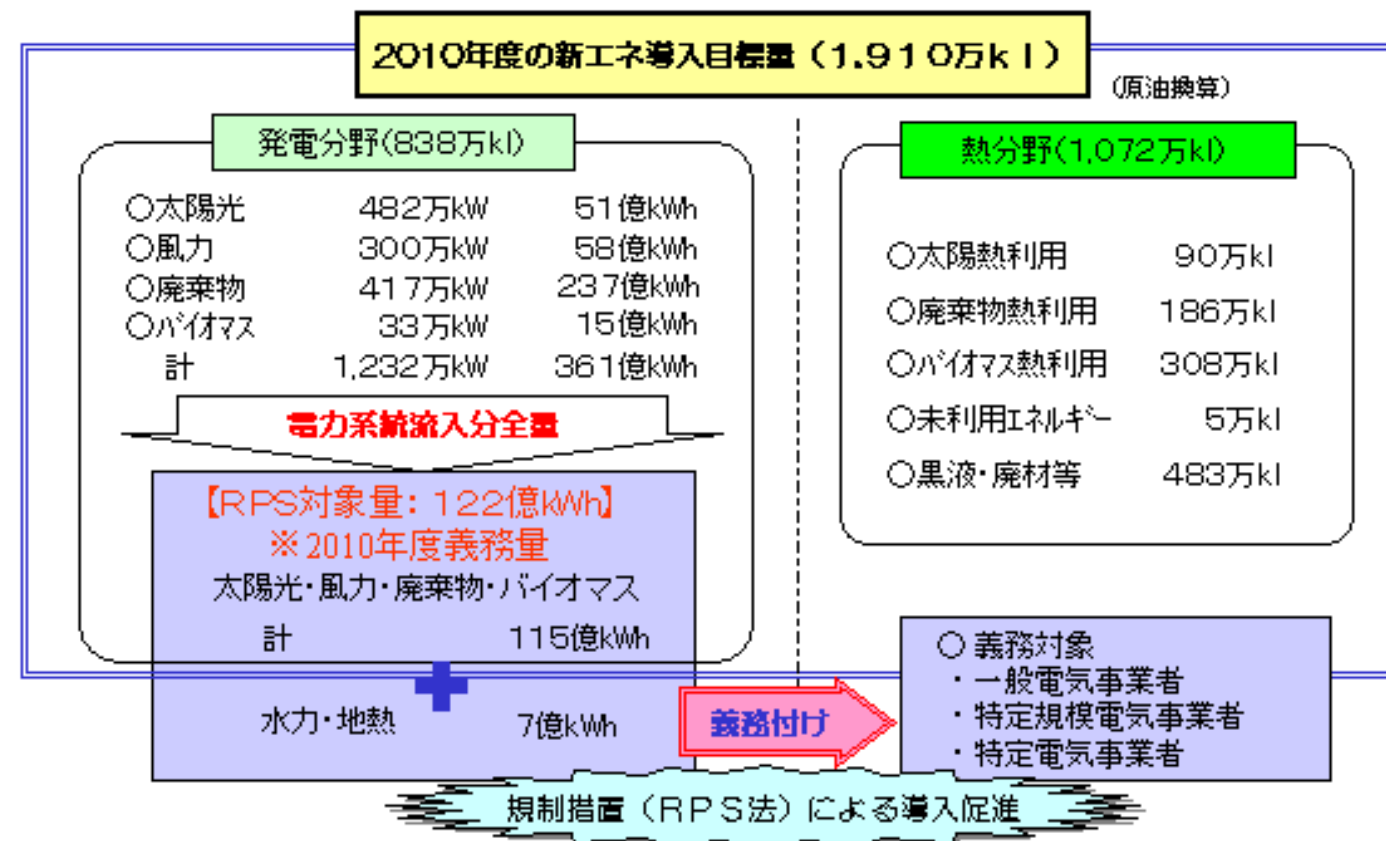 2010年度の新エネ導入目標量（1.910万kl）
（原油換算）
発電分野(838万kl)
○太陽光 482万kW 51億kWh
○風力 300万kW 58億kWh
○廃棄物 417万kW 237億kWh
○バイオマス 33万kW 15億kWh
計 1,232万kW 361億kWh
電力系統流入分全量
【RPS対象量：122億kWh】
※2010年度義務量
太陽光・風力・廃棄物・バイオマス
計 115億kWh
水力・地熱 7億kWh
熱分野(1,072万kl)
○太陽熱利用 90万kl
○廃棄物熱利用 186万kl
○バイオマス熱利用 308万kl
○未利用エネルギー 5万kl
○黒液・廃材等 483万kl
義務付け
○ 義務対象
・一般電気事業者
・特定規模電気事業者
・特定電気事業者
規制措置（RPS法）による導入促進